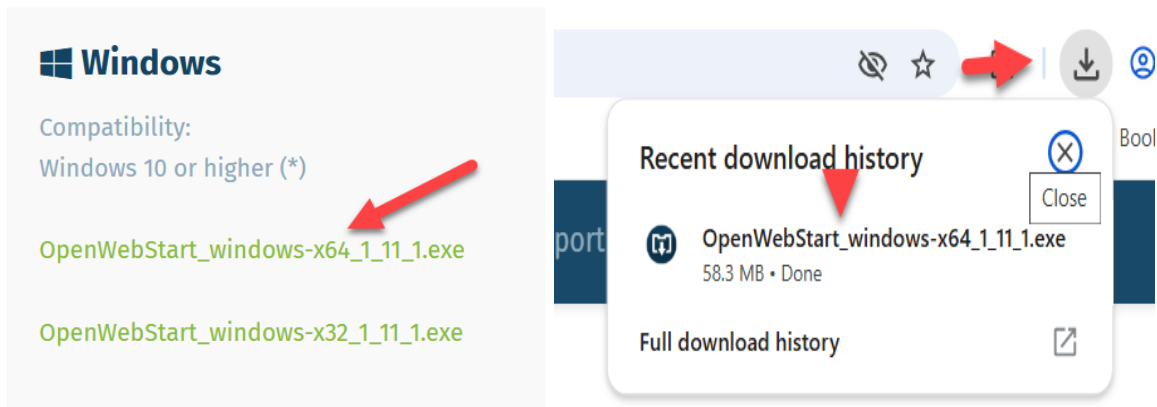 Windows
Compatibility:
Windows 10 or higher (*)
OpenWebStart_windows-x64_1_11_1.exe
OpenWebStart_windows-x32_1_11_1.exe
Recent download history
Close
Bool
port
OpenWebStart_windows-x64_1_11_1.exe
58.3 MB • Done
Full download history